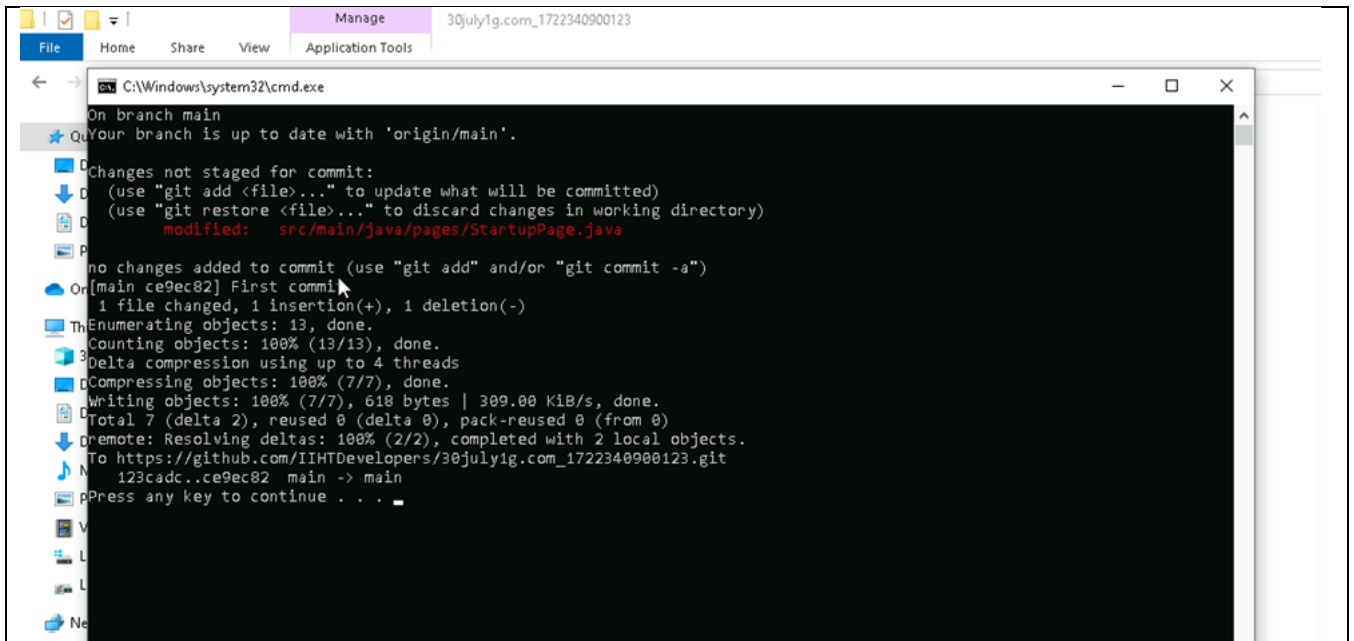 Manage 30july1g.com_1722340900123
File Home Share View Application Tools
C:\Windows\system32\cmd.exe
On branch main
Your branch is up to date with 'origin/main'.
Changes not staged for commit:
(use "git add <file>..." to update what will be committed)
(use "git restore <file>..." to discard changes in working directory)
modified: src/main/java/pages/StartupPage.java
no changes added to commit (use "git add" and/or "git commit -a")
[main ce9ec82] First commit
1 file changed, 1 insertion(+), 1 deletion(-)
Enumerating objects: 13, done.
Counting objects: 100% (13/13), done.
Delta compression using up to 4 threads
Compressing objects: 100% (7/7), done.
Writing objects: 100% (7/7), 618 bytes | 309.00 KiB/s, done.
Total 7 (delta 2), reused 0 (delta 0), pack-reused 0 (from 0)
remote: Resolving deltas: 100% (2/2), completed with 2 local objects.
To https://github.com/IIHTDevelopers/30july1g.com_1722340900123.git
123cadc..ce9ec82 main -> main
Press any key to continue . . .